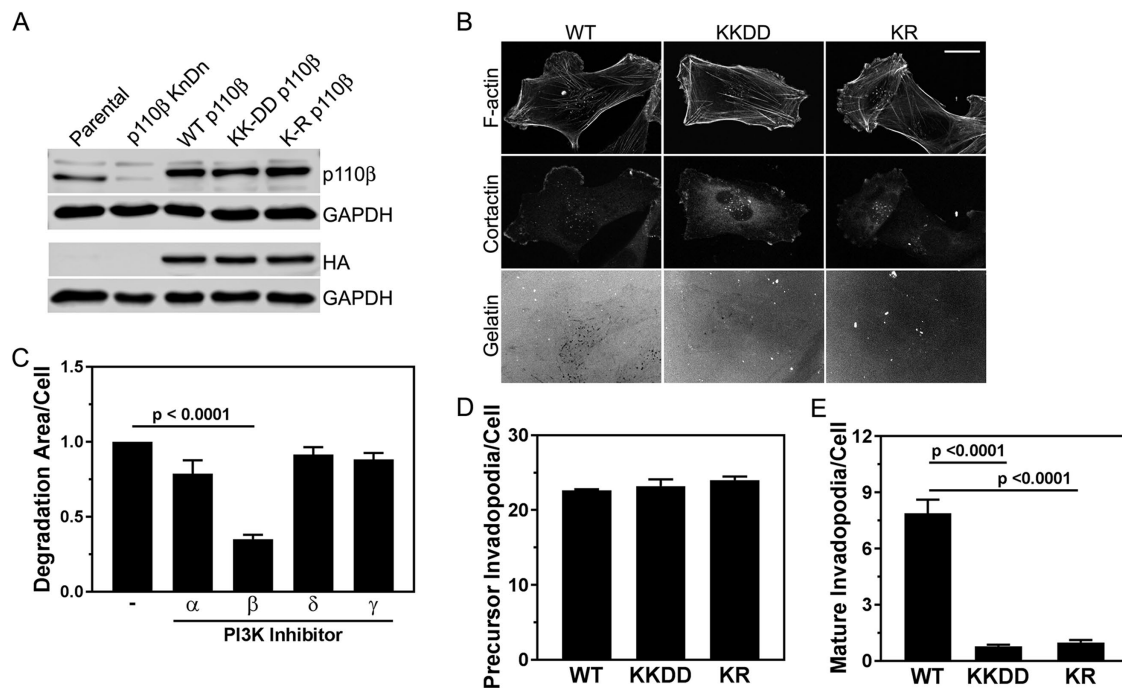 A
Parental
p110β KnDn
WT p110β
KK-DD p110β
K-R p110β
p110β
GAPDH
HA
GAPDH
B
WT KKDD KR
F-actin
Cortactin
Gelatin
C
Degradation Area/Cell
1.5
1.0
0.5
0.0
p < 0.0001
- α β δ γ
PI3K Inhibitor
D
Precursor Invadopodia/Cell
30
20
10
0
WT KKDD KR
E
Mature Invadopodia/Cell
12
9
6
3
0
p <0.0001
p <0.0001
WT KKDD KR